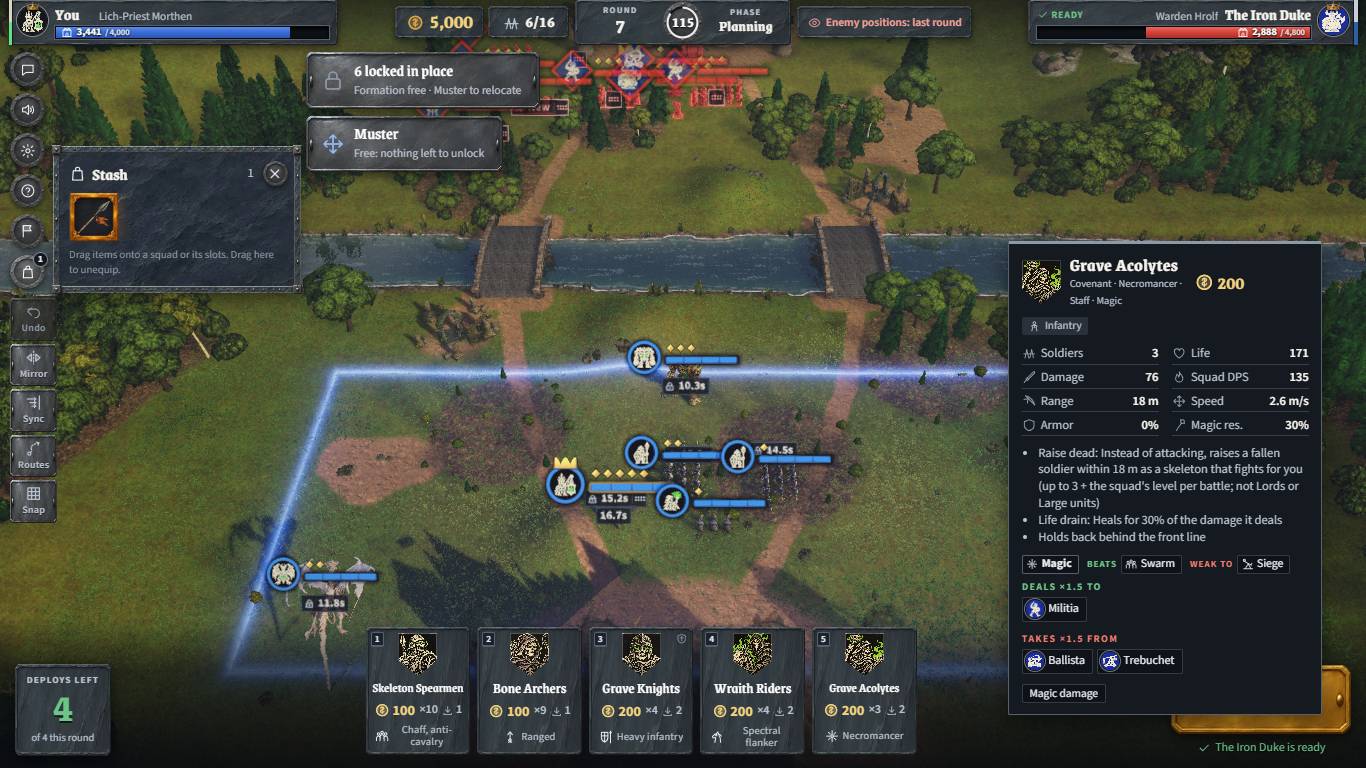 You Lich-Priest Morthen
3,441 / 4,000
5,000
6/16
ROUND
7
115
PHASE
Planning
Enemy positions: last round
READY
Warden Hrolf The Iron Duke
2,888 / 4,800
6 locked in place
Formation free · Muster to relocate
Muster
Free: nothing left to unlock
Stash 1
Drag items onto a squad or its slots. Drag here
to unequip.
1
Undo
Mirror
Sync
Routes
Snap
10.3s
14.5s
15.2s
16.7s
11.8s
Grave Acolytes
Covenant · Necromancer ·
Staff · Magic
200
Infantry
Soldiers 3 Life 171
Damage 76 Squad DPS 135
Range 18 m Speed 2.6 m/s
Armor 0% Magic res. 30%
• Raise dead: Instead of attacking, raises a fallen
soldier within 18 m as a skeleton that fights for you
(up to 3 + the squad's level per battle; not Lords or
Large units)
• Life drain: Heals for 30% of the damage it deals
• Holds back behind the front line
Magic BEATS Swarm WEAK TO Siege
DEALS ×1.5 TO
Militia
TAKES ×1.5 FROM
Ballista Trebuchet
Magic damage
DEPLOYS LEFT
4
of 4 this round
1
Skeleton Spearmen
100 ×10 1
Chaff, anti-
cavalry
2
Bone Archers
100 ×9 1
Ranged
3
Grave Knights
200 ×4 2
Heavy infantry
4
Wraith Riders
200 ×4 2
Spectral
flanker
5
Grave Acolytes
200 ×3 2
Necromancer
The Iron Duke is ready